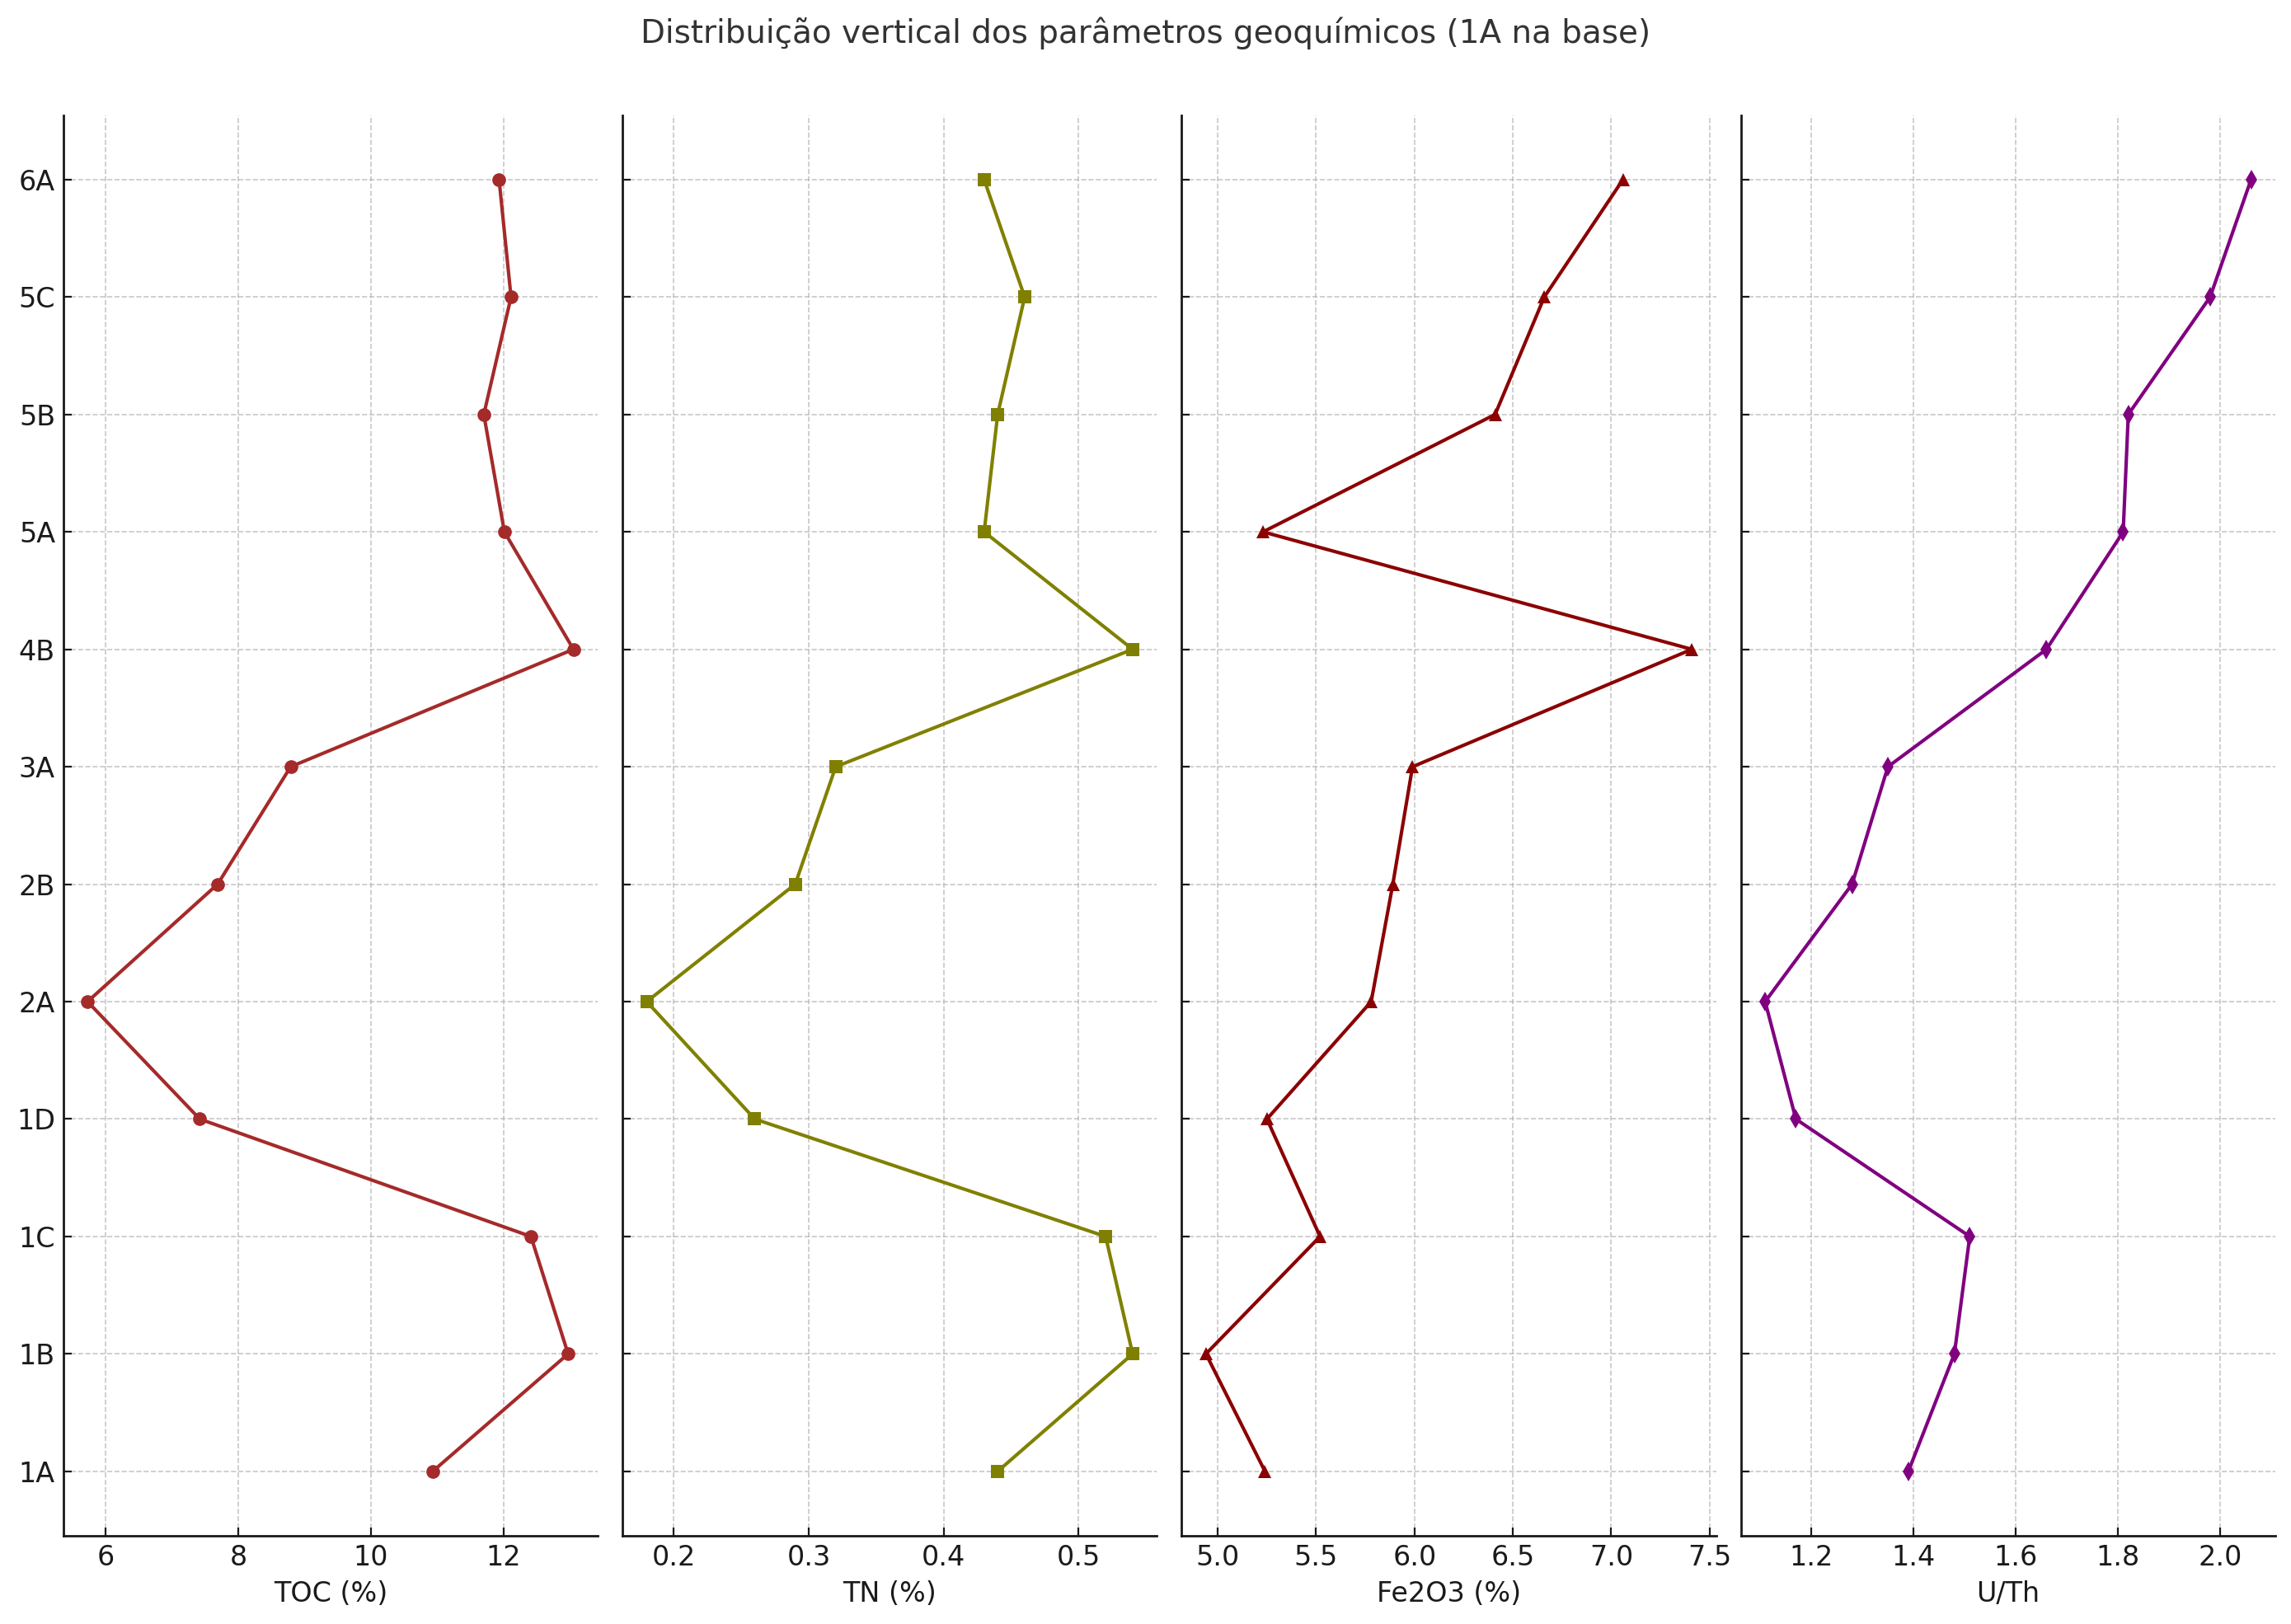 Distribuição vertical dos parâmetros geoquímicos (1A na base)
6A
5C
5B
5A
4B
3A
2B
2A
1D
1C
1B
1A
6 8 10 12
TOC (%)
0.2 0.3 0.4 0.5
TN (%)
5.0 5.5 6.0 6.5 7.0 7.5
Fe2O3 (%)
1.2 1.4 1.6 1.8 2.0
U/Th